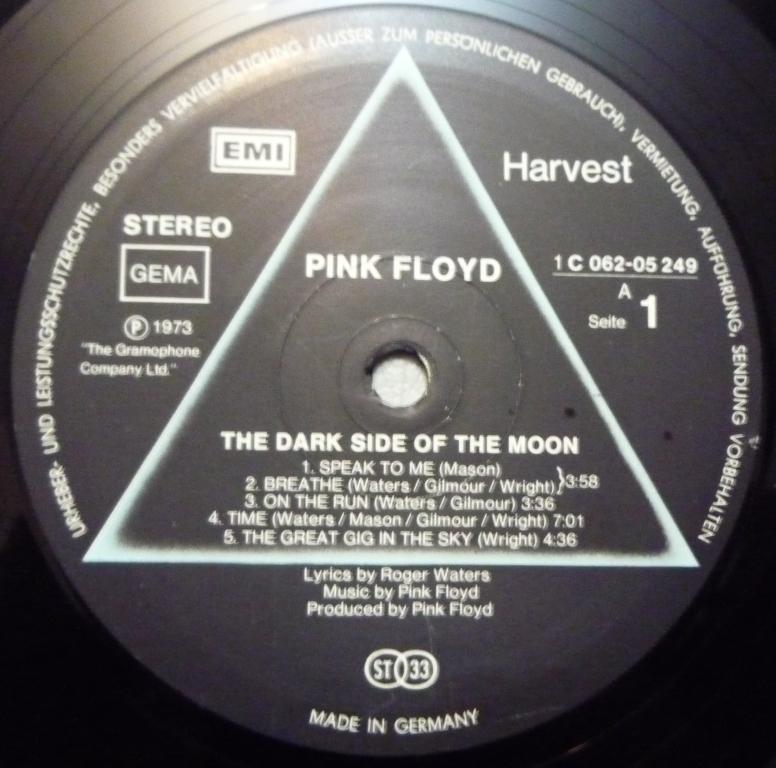 URHEBER- UND LEISTUNGSSCHUTZRECHTE, BESONDERS VERVIELFÄLTIGUNG (AUSSER ZUM PERSÖNLICHEN GEBRAUCH), VERMIETUNG, AUFFÜHRUNG, SENDUNG VORBEHALTEN
EMI
Harvest
STEREO
GEMA
℗ 1973
"The Gramophone
Company Ltd."
PINK FLOYD
1 C 062-05 249
A
Seite 1
THE DARK SIDE OF THE MOON
1. SPEAK TO ME (Mason)
2. BREATHE (Waters / Gilmour / Wright) }3:58
3. ON THE RUN (Waters / Gilmour) 3:36
4. TIME (Waters / Mason / Gilmour / Wright) 7:01
5. THE GREAT GIG IN THE SKY (Wright) 4:36
Lyrics by Roger Waters
Music by Pink Floyd
Produced by Pink Floyd
ST 33
MADE IN GERMANY